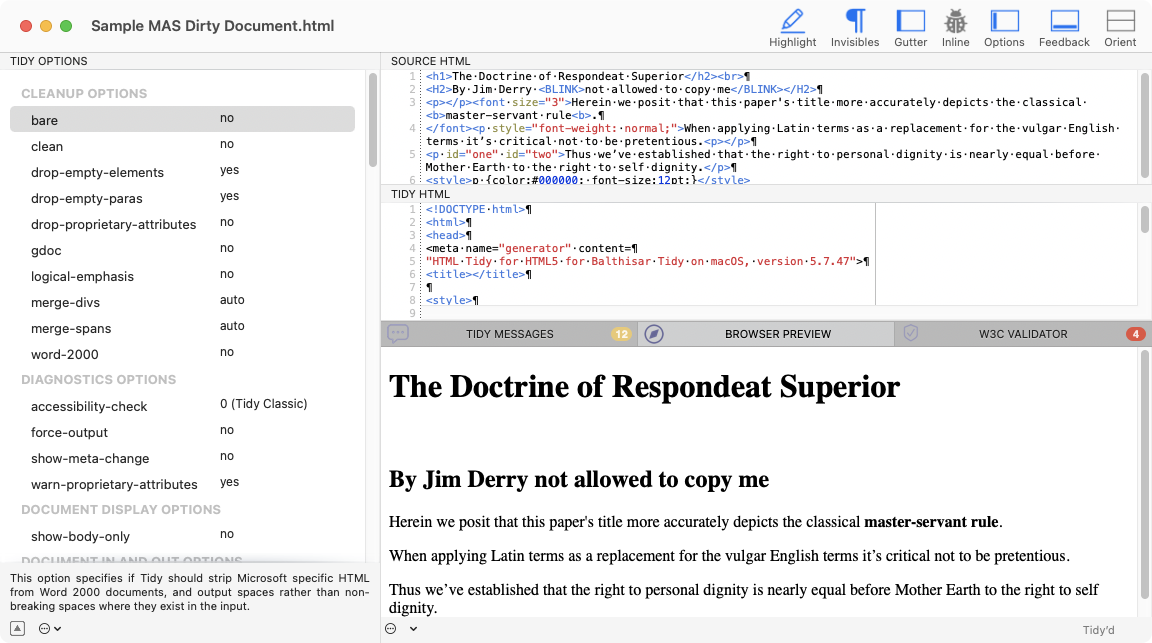 Sample MAS Dirty Document.html
Highlight Invisibles Gutter Inline Options Feedback Orient
TIDY OPTIONS
CLEANUP OPTIONS
bare no
clean no
drop-empty-elements yes
drop-empty-paras yes
drop-proprietary-attributes no
gdoc no
logical-emphasis no
merge-divs auto
merge-spans auto
word-2000 no
DIAGNOSTICS OPTIONS
accessibility-check 0 (Tidy Classic)
force-output no
show-meta-change no
warn-proprietary-attributes yes
DOCUMENT DISPLAY OPTIONS
show-body-only no
DOCUMENT IN AND OUT OPTIONS
This option specifies if Tidy should strip Microsoft specific HTML
from Word 2000 documents, and output spaces rather than non-
breaking spaces where they exist in the input.
SOURCE HTML
1 <h1>The·Doctrine·of·Respondeat·Superior</h2><br>¶
2 <H2>By·Jim·Derry·<BLINK>not·allowed·to·copy·me</BLINK></H2>¶
3 <p></p><font·size="3">Herein·we·posit·that·this·paper's·title·more·accurately·depicts·the·classical·
<b>master-servant·rule<b>.¶
4 </font><p·style="font-weight:·normal;">When·applying·Latin·terms·as·a·replacement·for·the·vulgar·English·
terms·it’s·critical·not·to·be·pretentious.<p></p>¶
5 <p·id="one"·id="two">Thus·we’ve·established·that·the·right·to·personal·dignity·is·nearly·equal·before·
Mother·Earth·to·the·right·to·self·dignity.</p>¶
6 <style>p·{color:#000000;·font-size:12pt;}</style>
TIDY HTML
1 <!DOCTYPE·html>¶
2 <html>¶
3 <head>¶
4 <meta·name="generator"·content=¶
5 "HTML·Tidy·for·HTML5·for·Balthisar·Tidy·on·macOS,·version·5.7.47">¶
6 <title></title>¶
7 ¶
8 <style>¶
9
TIDY MESSAGES 12 BROWSER PREVIEW W3C VALIDATOR 4
The Doctrine of Respondeat Superior
By Jim Derry not allowed to copy me
Herein we posit that this paper's title more accurately depicts the classical master-servant rule.
When applying Latin terms as a replacement for the vulgar English terms it’s critical not to be pretentious.
Thus we’ve established that the right to personal dignity is nearly equal before Mother Earth to the right to self
dignity.
Tidy’d